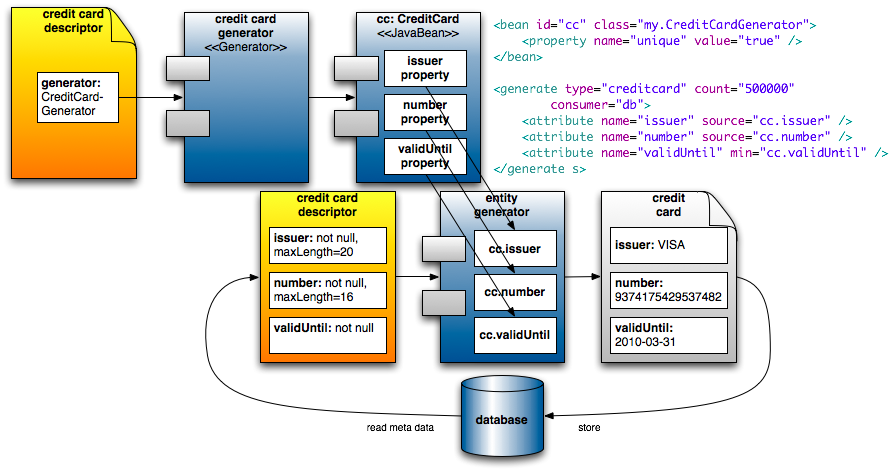 credit card
descriptor
generator:
CreditCard-
Generator
credit card
generator
<<Generator>>
cc: CreditCard
<<JavaBean>>
issuer
property
number
property
validUntil
property
<bean id="cc" class="my.CreditCardGenerator">
<property name="unique" value="true" />
</bean>
<generate type="creditcard" count="500000"
consumer="db">
<attribute name="issuer" source="cc.issuer" />
<attribute name="number" source="cc.number" />
<attribute name="validUntil" min="cc.validUntil" />
</generate s>
credit card
descriptor
issuer: not null,
maxLength=20
number: not null,
maxLength=16
validUntil: not null
entity
generator
cc.issuer
cc.number
cc.validUntil
credit
card
issuer: VISA
number:
9374175429537482
validUntil:
2010-03-31
read meta data
database
store